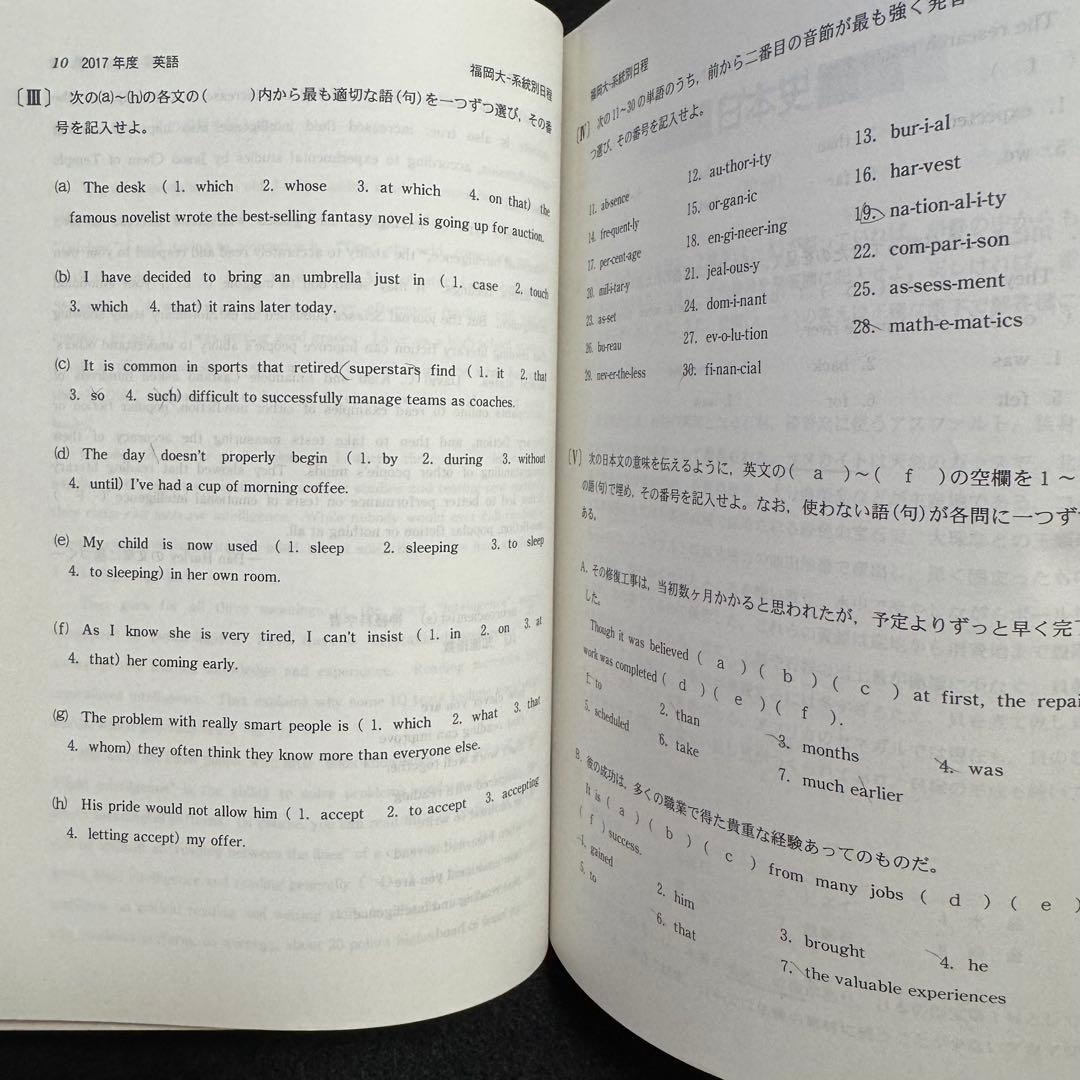 10 2017年度 英語
福岡大-系統別日程
〔Ⅲ〕 次の(a)～(h)の各文の( )内から最も適切な語(句)を一つずつ選び，その番
号を記入せよ。
(a) The desk ( 1. which 2. whose 3. at which 4. on that) the
famous novelist wrote the best-selling fantasy novel is going up for auction.
(b) I have decided to bring an umbrella just in ( 1. case 2. touch
3. which 4. that) it rains later today.
(c) It is common in sports that retired superstars find ( 1. it 2. that
3. so 4. such) difficult to successfully manage teams as coaches.
(d) The day doesn't properly begin ( 1. by 2. during 3. without
4. until) I've had a cup of morning coffee.
(e) My child is now used ( 1. sleep 2. sleeping 3. to sleep
4. to sleeping) in her own room.
(f) As I know she is very tired, I can't insist ( 1. in 2. on 3. at
4. that) her coming early.
(g) The problem with really smart people is ( 1. which 2. what 3. that
4. whom) they often think they know more than everyone else.
(h) His pride would not allow him ( 1. accept 2. to accept 3. accepting
4. letting accept) my offer.
福岡大-系統別日程
〔Ⅳ〕 次の11～30の単語のうち，前から二番目の音節が最も強く発音
つ選び，その番号を記入せよ。
11. ab-sence 12. au-thor-i-ty 13. bur-i-al
14. fre-quent-ly 15. or-gan-ic 16. har-vest
17. per-cent-age 18. en-gi-neer-ing 19. na-tion-al-i-ty
20. mil-i-tar-y 21. jeal-ous-y 22. com-par-i-son
23. as-set 24. dom-i-nant 25. as-sess-ment
26. bu-reau 27. ev-o-lu-tion 28. math-e-mat-ics
29. nev-er-the-less 30. fi-nan-cial
〔Ⅴ〕 次の日本文の意味を伝えるように，英文の( a )～( f )の空欄を1～
の語(句)で埋め，その番号を記入せよ。なお，使わない語(句)が各問に一つず
ある。
A. その修復工事は，当初数ヶ月かかると思われたが，予定よりずっと早く完了
した。
Though it was believed ( a ) ( b ) ( c ) at first, the repai
work was completed ( d ) ( e ) ( f ).
1. to 2. than 3. months 4. was
5. scheduled 6. take 7. much earlier
B. 彼の成功は，多くの職業で得た貴重な経験あってのものだ。
It is ( a ) ( b ) ( c ) from many jobs ( d ) ( e )
( f ) success.
1. gained 2. him 3. brought 4. he
5. to 6. that 7. the valuable experiences